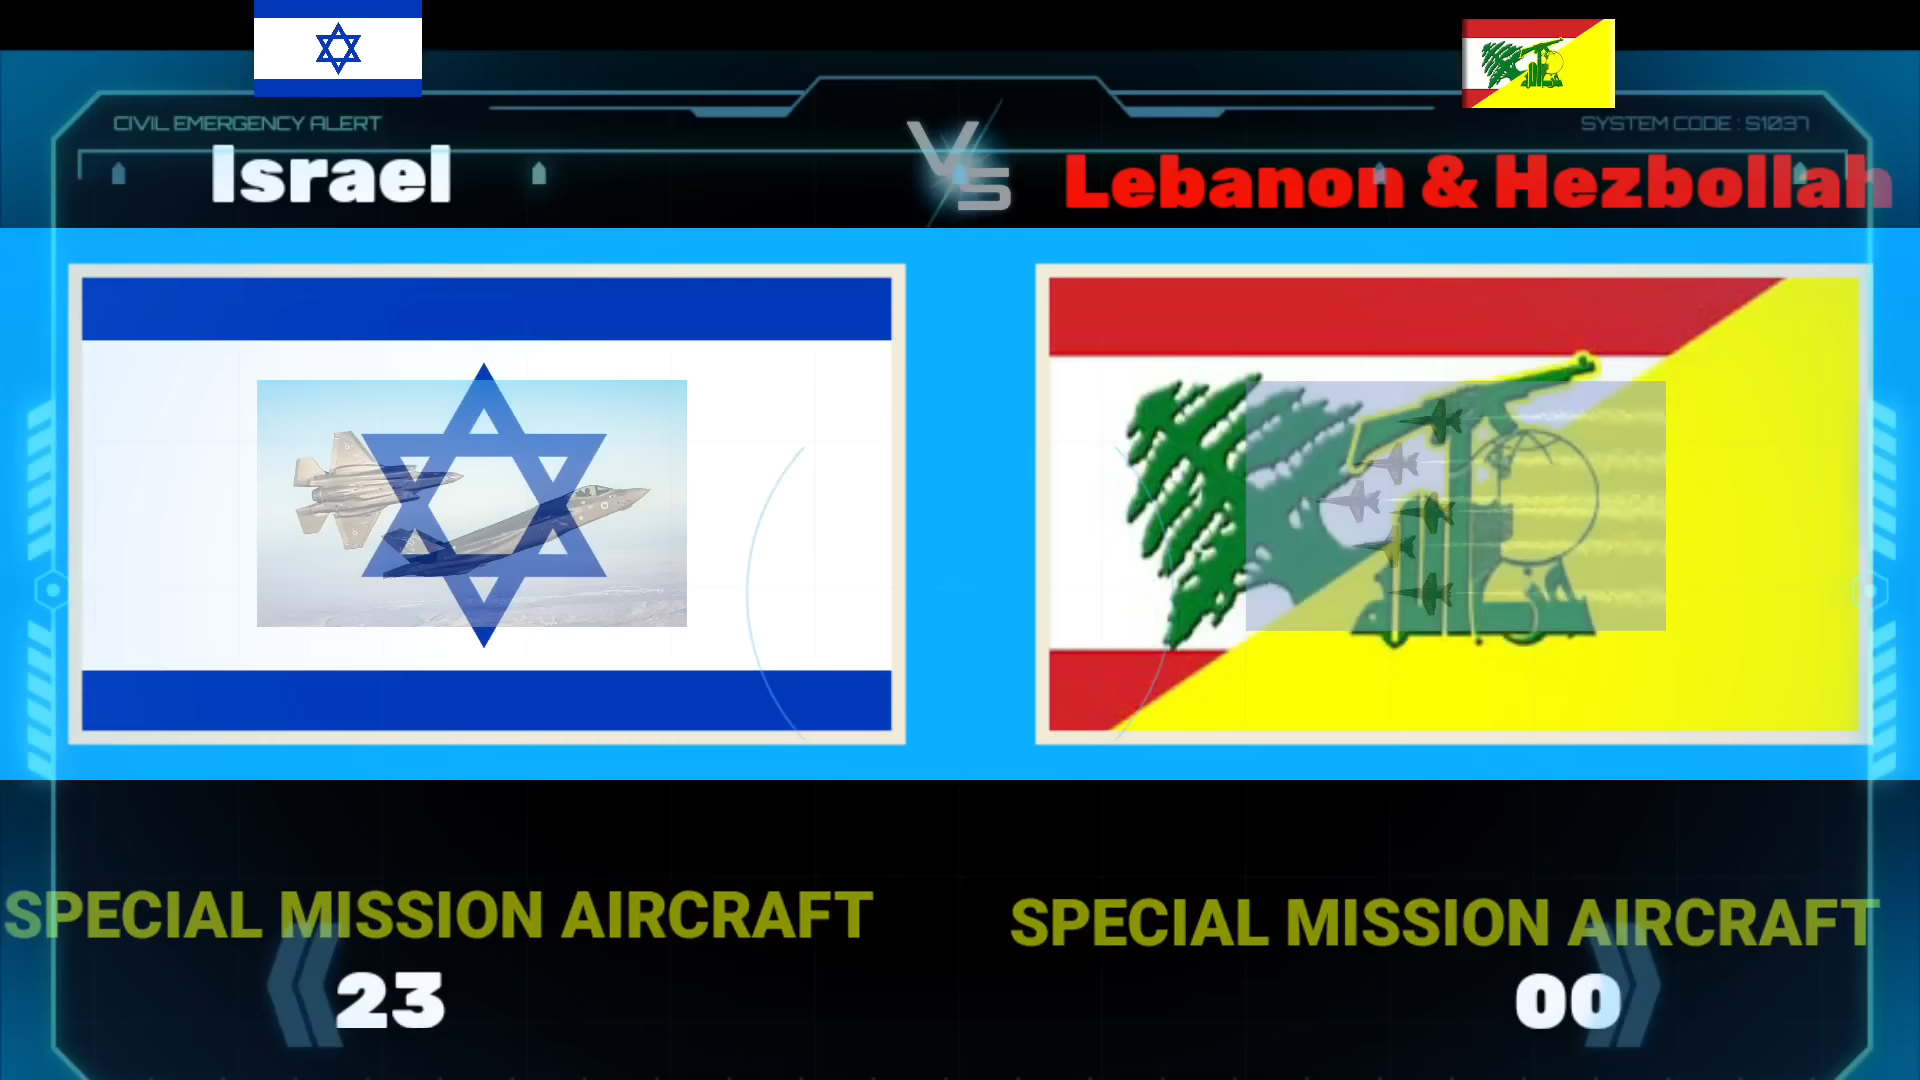 CIVIL EMERGENCY ALERT
SYSTEM CODE : S1037
Israel
VS
Lebanon & Hezbollah
SPECIAL MISSION AIRCRAFT
SPECIAL MISSION AIRCRAFT
23
00